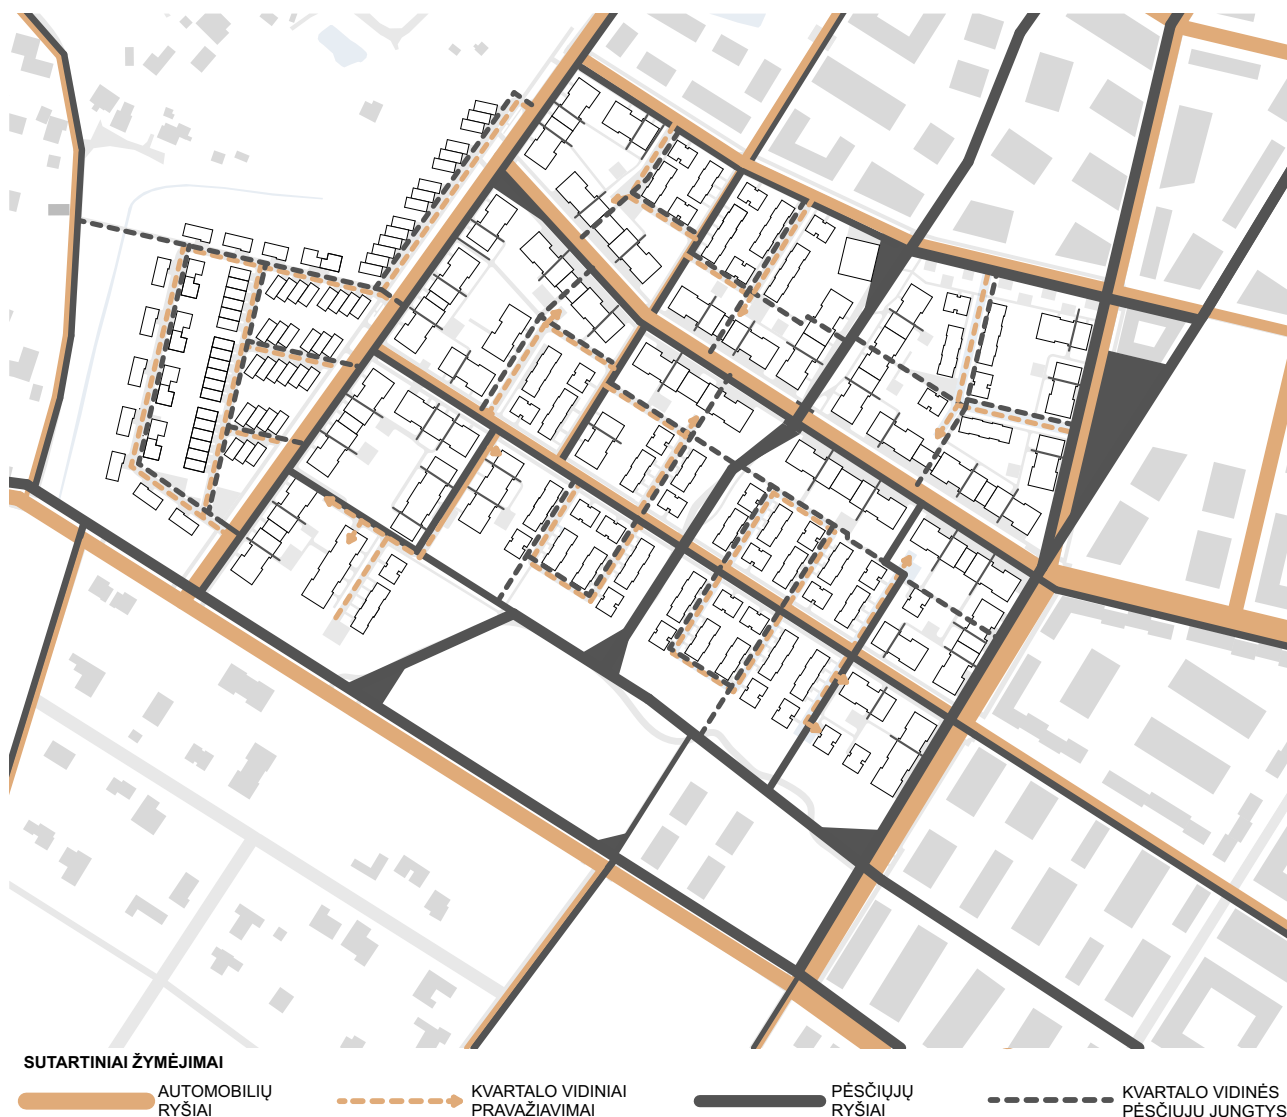 SUTARTINIAI ŽYMĖJIMAI
AUTOMOBILIŲ
RYŠIAI
KVARTALO VIDINIAI
PRAVAŽIAVIMAI
PĖSČIŲJŲ
RYŠIAI
KVARTALO VIDINĖS
PĖSČIŲJŲ JUNGTYS